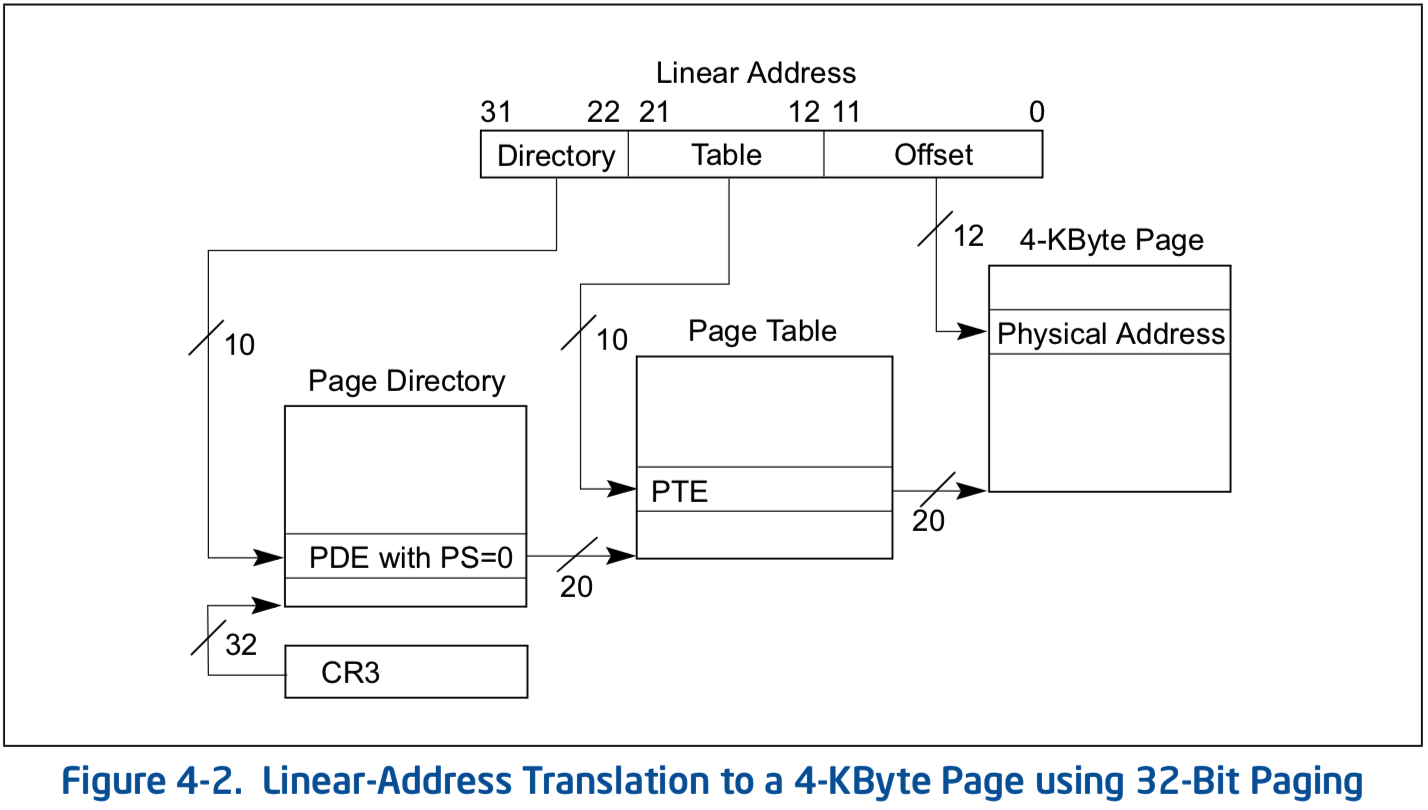 Linear Address
31 22 21 12 11 0
Directory Table Offset
12
4-KByte Page
Physical Address
10
10
Page Table
Page Directory
PTE
20
PDE with PS=0
20
32
CR3
Figure 4-2. Linear-Address Translation to a 4-KByte Page using 32-Bit Paging